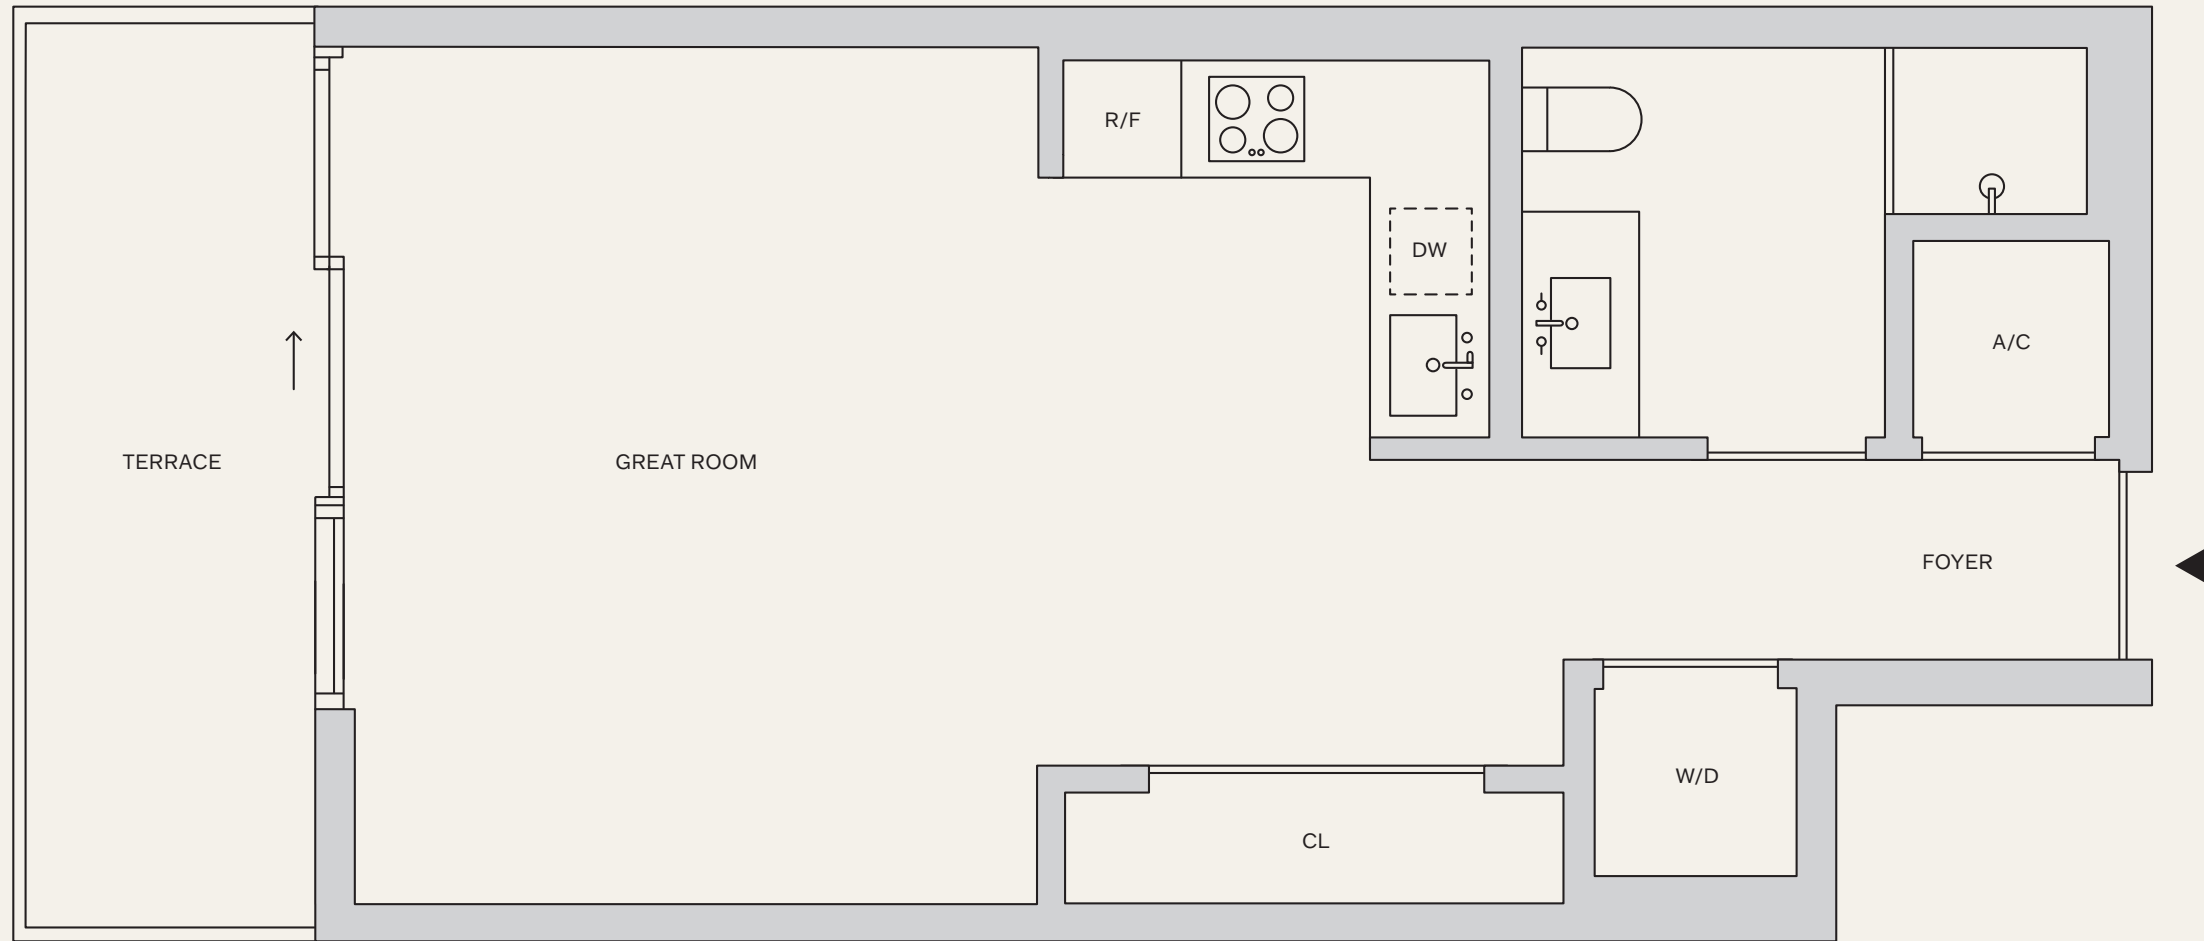 R/F
DW
A/C
TERRACE
GREAT ROOM
FOYER
W/D
CL